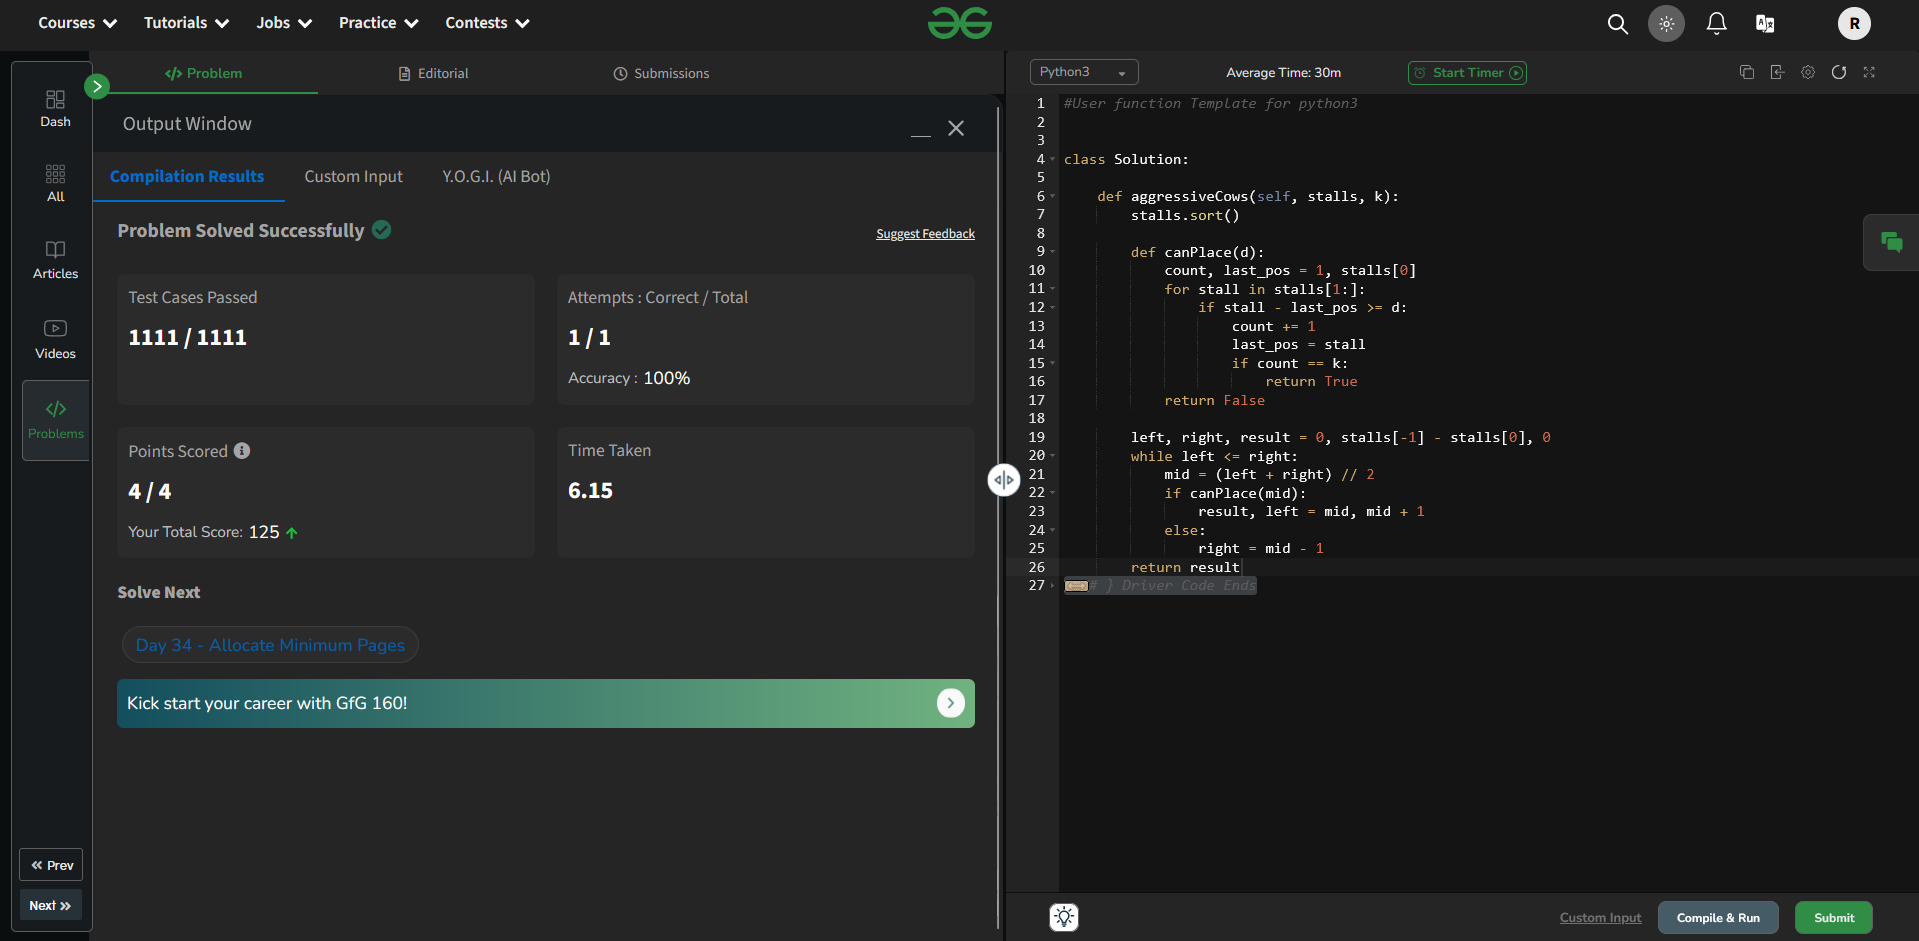 Courses Tutorials Jobs Practice Contests
R
Dash
All
Articles
Videos
Problems
Prev
Next
Problem Editorial Submissions
Output Window
Compilation Results Custom Input Y.O.G.I. (AI Bot)
Problem Solved Successfully
Suggest Feedback
Test Cases Passed
1111 / 1111
Attempts : Correct / Total
1 / 1
Accuracy : 100%
Points Scored
4 / 4
Your Total Score: 125
Time Taken
6.15
Solve Next
Day 34 - Allocate Minimum Pages
Kick start your career with GfG 160!
Python3 Average Time: 30m Start Timer
1 #User function Template for python3
2
3
4 class Solution:
5
6 def aggressiveCows(self, stalls, k):
7 stalls.sort()
8
9 def canPlace(d):
10 count, last_pos = 1, stalls[0]
11 for stall in stalls[1:]:
12 if stall - last_pos >= d:
13 count += 1
14 last_pos = stall
15 if count == k:
16 return True
17 return False
18
19 left, right, result = 0, stalls[-1] - stalls[0], 0
20 while left <= right:
21 mid = (left + right) // 2
22 if canPlace(mid):
23 result, left = mid, mid + 1
24 else:
25 right = mid - 1
26 return result
27 # } Driver Code Ends
Custom Input Compile & Run Submit